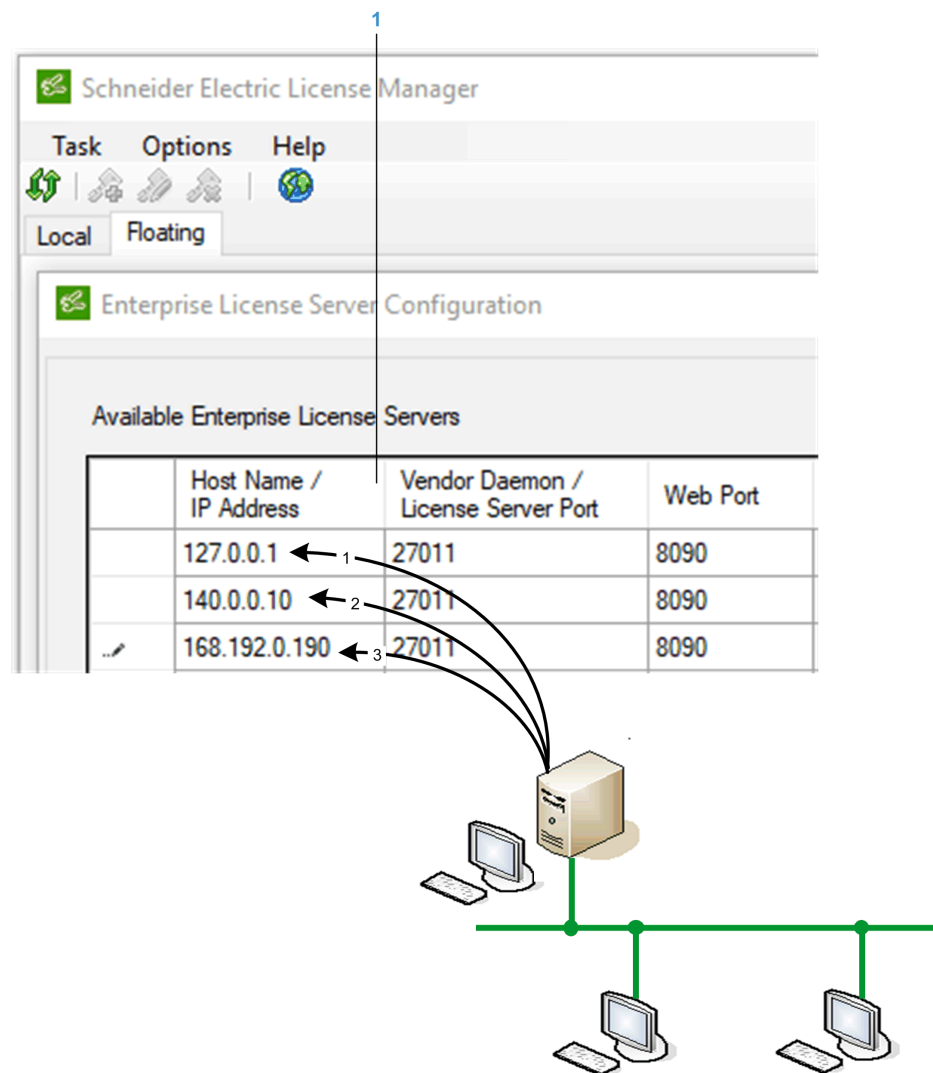 1
Schneider Electric License Manager
Task Options Help
Local Floating
Enterprise License Server Configuration
Available Enterprise License Servers
Host Name / IP Address Vendor Daemon / License Server Port Web Port
127.0.0.1 1 27011 8090
140.0.0.10 2 27011 8090
168.192.0.190 3 27011 8090